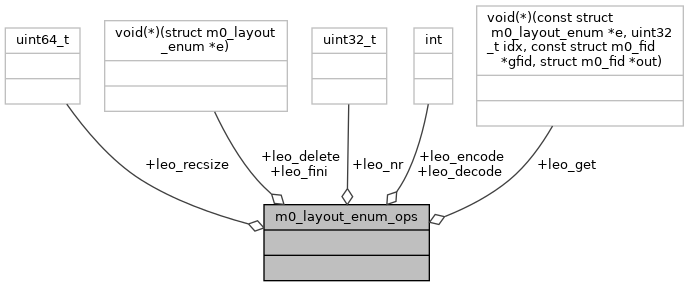 uint64_t
void(*)(struct m0_layout
_enum *e)
uint32_t
int
void(*)(const struct
m0_layout_enum *e, uint32
_t idx, const struct m0_fid
*gfid, struct m0_fid *out)
+leo_recsize
+leo_delete
+leo_fini
+leo_nr
+leo_encode
+leo_decode
+leo_get
m0_layout_enum_ops